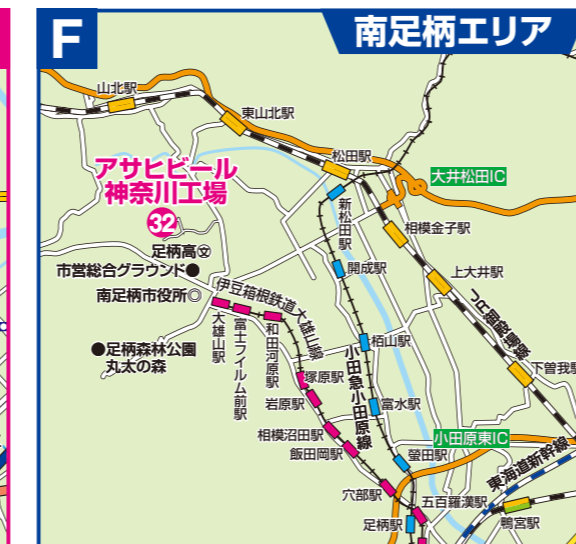 F
南足柄エリア
山北駅
東山北駅
松田駅
アサヒビール
神奈川工場
32
大井松田IC
新松田駅
相模金子駅
足柄高文
市営総合グラウンド●
開成駅
上大井駅
南足柄市役所◎
伊豆箱根鉄道大雄山線
JR御殿場線
大雄山駅
富士フイルム前駅
和田河原駅
栢山駅
小田急小田原線
●足柄森林公園
丸太の森
塚原駅
下曽我駅
岩原駅
富水駅
相模沼田駅
小田原東IC
飯田岡駅
螢田駅
東海道新幹線
穴部駅
五百羅漢駅
足柄駅
鴨宮駅